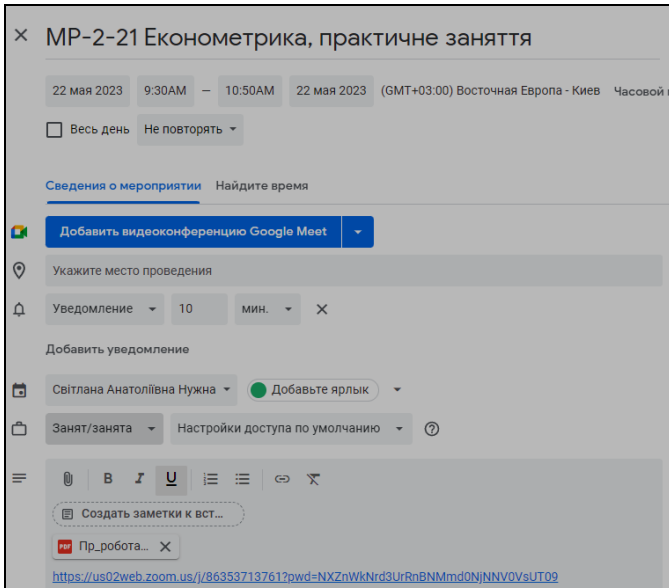 МР-2-21 Економетрика, практичне заняття
22 мая 2023 9:30AM – 10:50AM 22 мая 2023 (GMT+03:00) Восточная Европа - Киев Часовой
Весь день Не повторять
Сведения о мероприятии Найдите время
Добавить видеоконференцию Google Meet
Укажите место проведения
Уведомление 10 мин.
Добавить уведомление
Світлана Анатоліївна Нужна Добавьте ярлык
Занят/занята Настройки доступа по умолчанию
B I U
Создать заметки к вст...
PDF Пр_робота...
https://us02web.zoom.us/j/86353713761?pwd=NXZnWkNrd3UrRnBNMmd0NjNNV0VsUT09